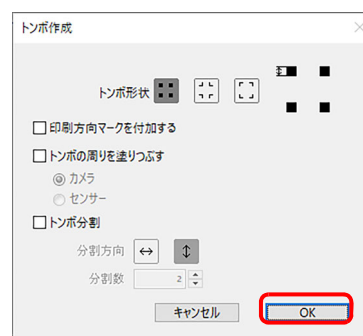 トンボ作成
トンボ形状
印刷方向マークを付加する
トンボの周りを塗りつぶす
カメラ
センサー
トンボ分割
分割方向
分割数 2
キャンセル OK